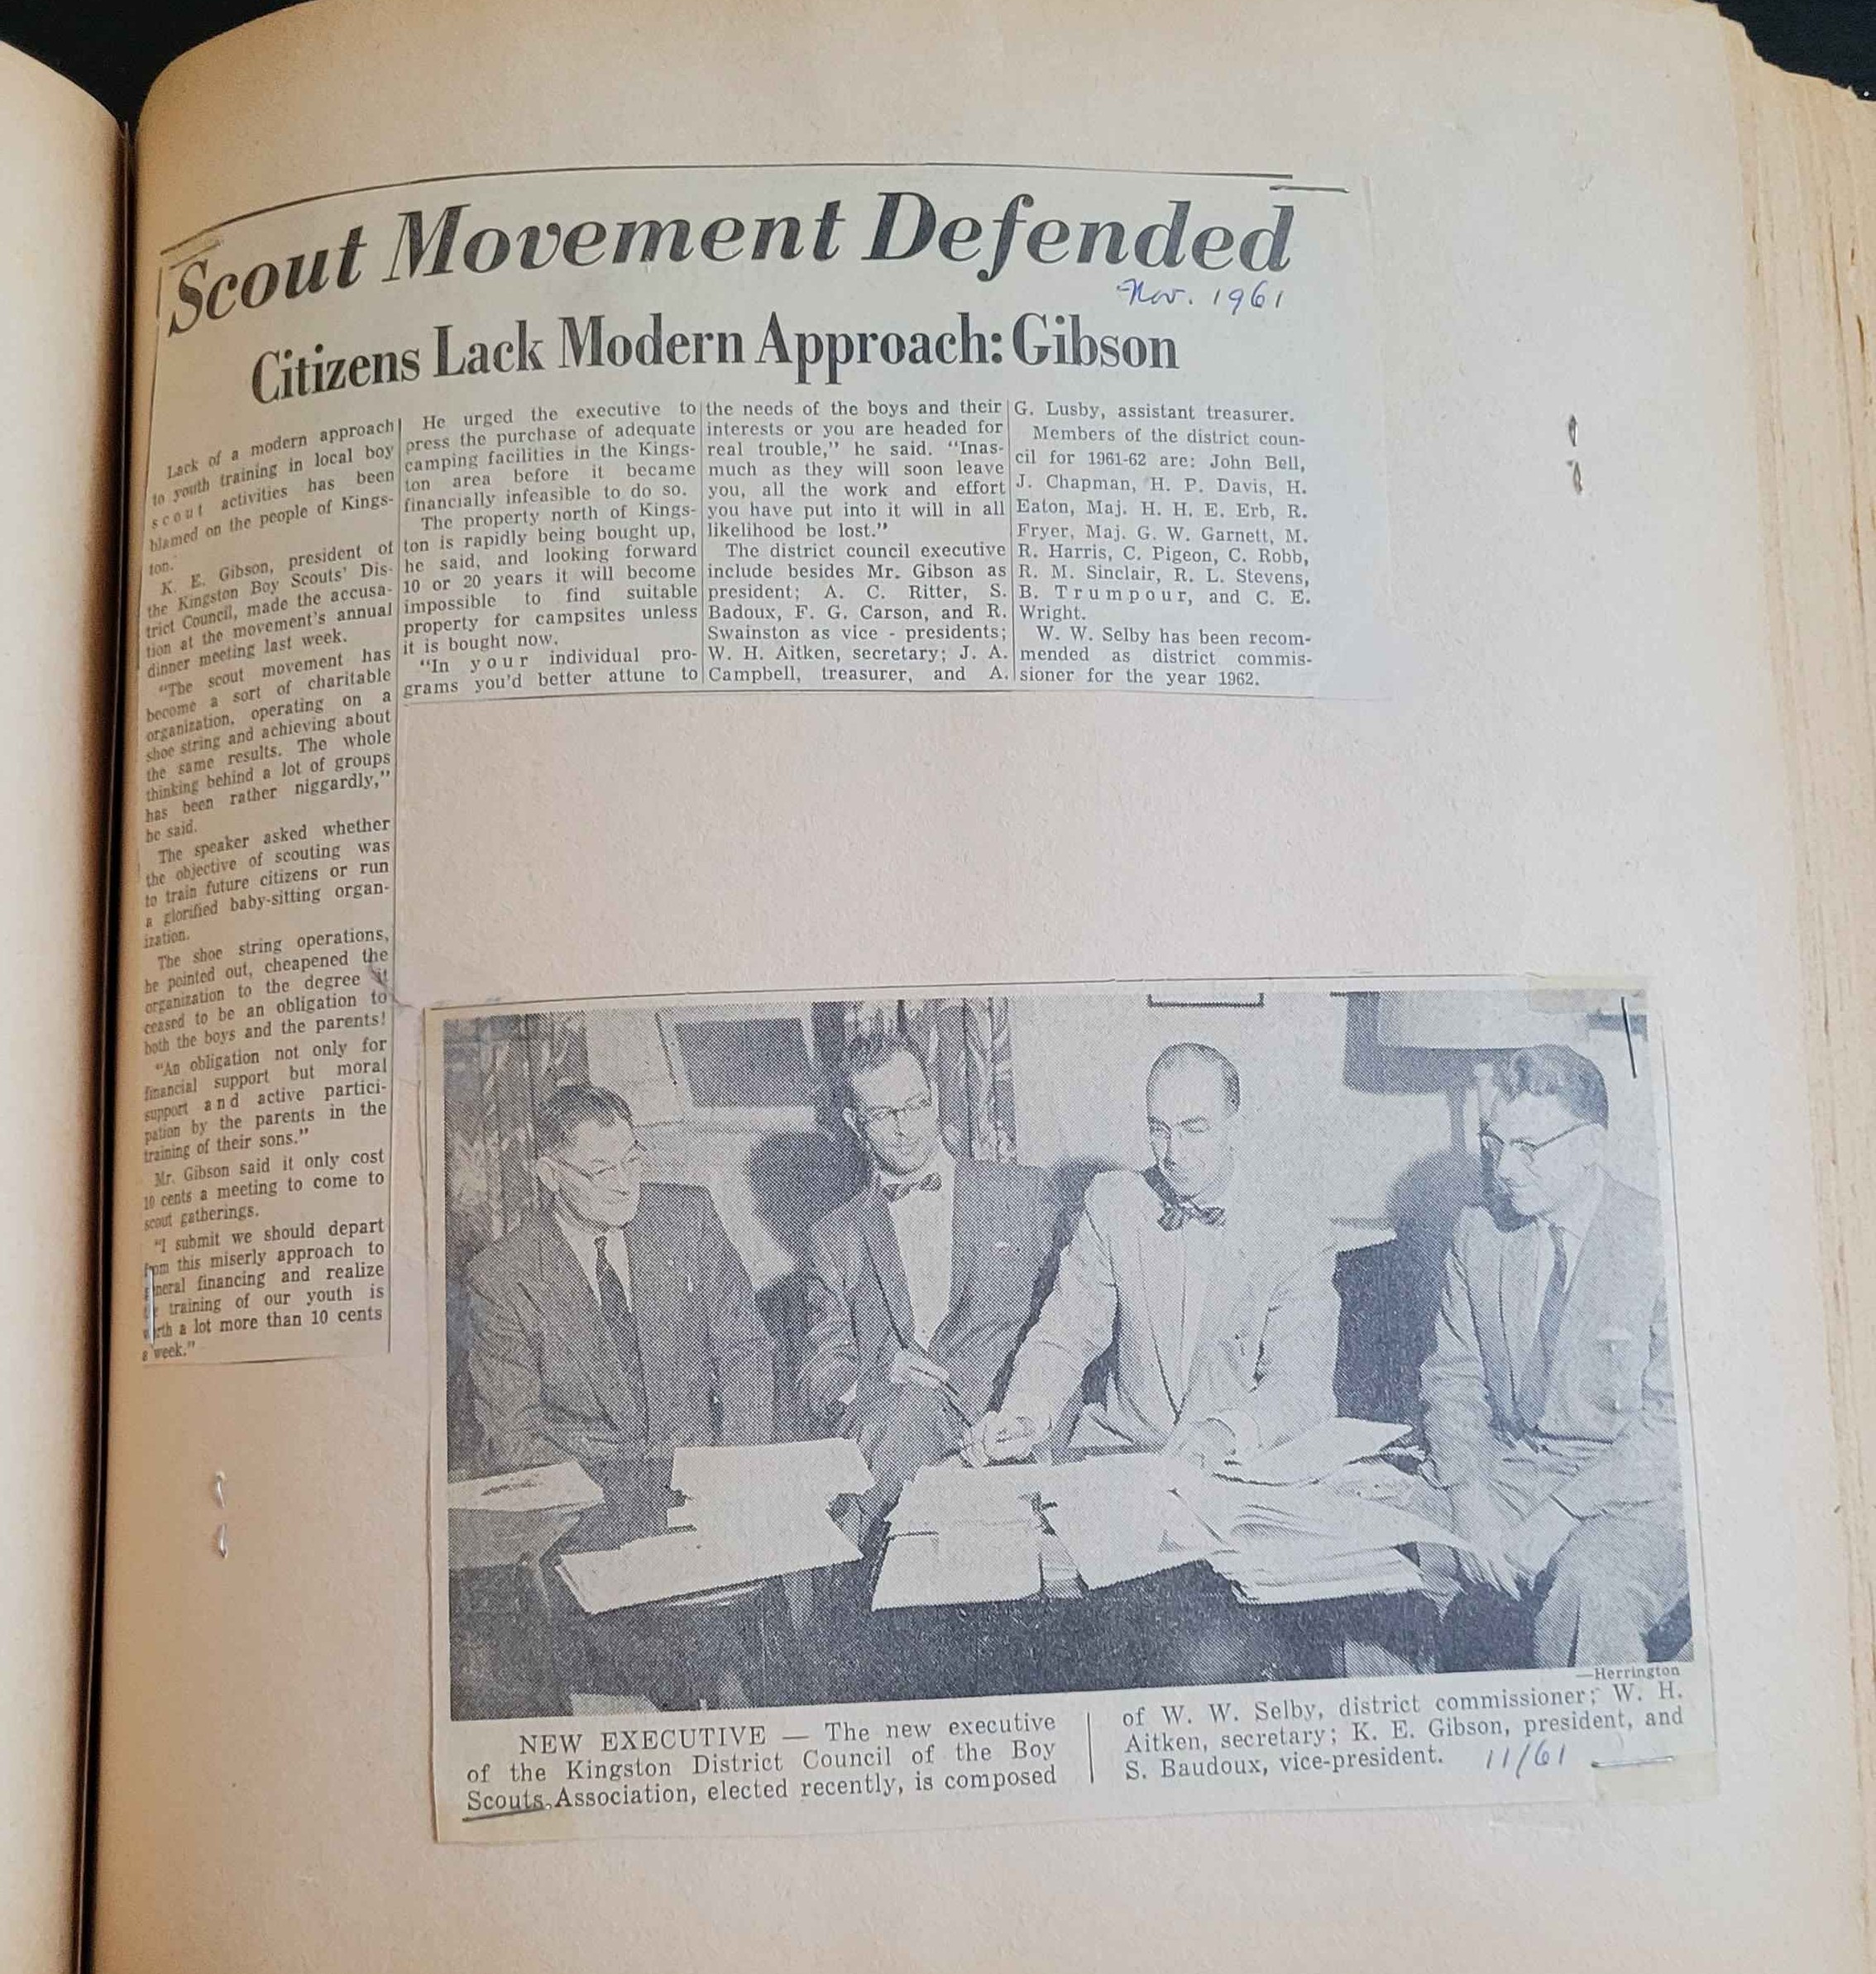 Scout Movement Defended
Nov. 1961
Citizens Lack Modern Approach: Gibson
Lack of a modern approach
to youth training in local boy
scout activities has been
blamed on the people of Kings-
ton.
K. E. Gibson, president of
the Kingston Boy Scouts' Dis-
trict Council, made the accusa-
tion at the movement's annual
dinner meeting last week.
"The scout movement has
become a sort of charitable
organization, operating on a
shoe string and achieving about
the same results. The whole
thinking behind a lot of groups
has been rather niggardly,"
he said.
The speaker asked whether
the objective of scouting was
to train future citizens or run
a glorified baby-sitting organ-
ization.
The shoe string operations,
he pointed out, cheapened the
organization to the degree it
ceased to be an obligation to
both the boys and the parents!
"An obligation not only for
financial support but moral
support and active partici-
pation by the parents in the
training of their sons."
Mr. Gibson said it only cost
10 cents a meeting to come to
scout gatherings.
"I submit we should depart
from this miserly approach to
general financing and realize
training of our youth is
worth a lot more than 10 cents
a week."
He urged the executive to
press the purchase of adequate
camping facilities in the Kings-
ton area before it became
financially infeasible to do so.
The property north of Kings-
ton is rapidly being bought up,
he said, and looking forward
10 or 20 years it will become
impossible to find suitable
property for campsites unless
it is bought now.
"In your individual pro-
grams you'd better attune to
the needs of the boys and their
interests or you are headed for
real trouble," he said. "Inas-
much as they will soon leave
you, all the work and effort
you have put into it will in all
likelihood be lost."
The district council executive
include besides Mr. Gibson as
president; A. C. Ritter, S.
Badoux, F. G. Carson, and R.
Swainston as vice - presidents;
W. H. Aitken, secretary; J. A.
Campbell, treasurer, and A.
G. Lusby, assistant treasurer.
Members of the district coun-
cil for 1961-62 are: John Bell,
J. Chapman, H. P. Davis, H.
Eaton, Maj. H. H. E. Erb, R.
Fryer, Maj. G. W. Garnett, M.
R. Harris, C. Pigeon, C. Robb,
R. M. Sinclair, R. L. Stevens,
B. Trumpour, and C. E.
Wright.
W. W. Selby has been recom-
mended as district commis-
sioner for the year 1962.
—Herrington
NEW EXECUTIVE — The new executive
of the Kingston District Council of the Boy
Scouts Association, elected recently, is composed
of W. W. Selby, district commissioner; W. H.
Aitken, secretary; K. E. Gibson, president, and
S. Baudoux, vice-president.
11/61